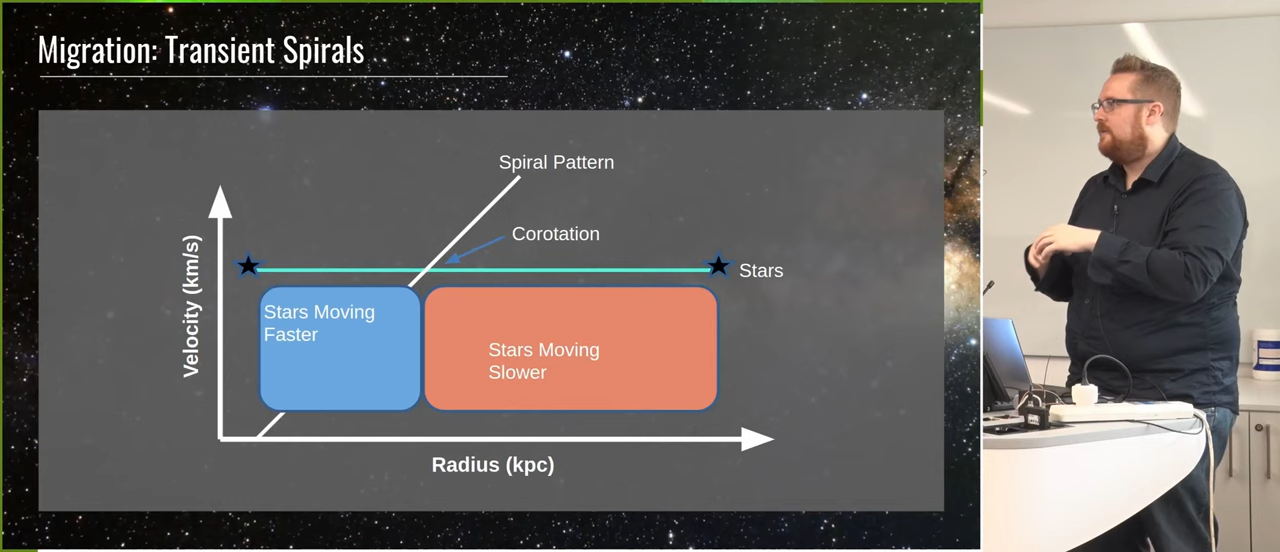 Migration: Transient Spirals
Spiral Pattern
Corotation
Stars
Stars Moving
Faster
Stars Moving
Slower
Velocity (km/s)
Radius (kpc)